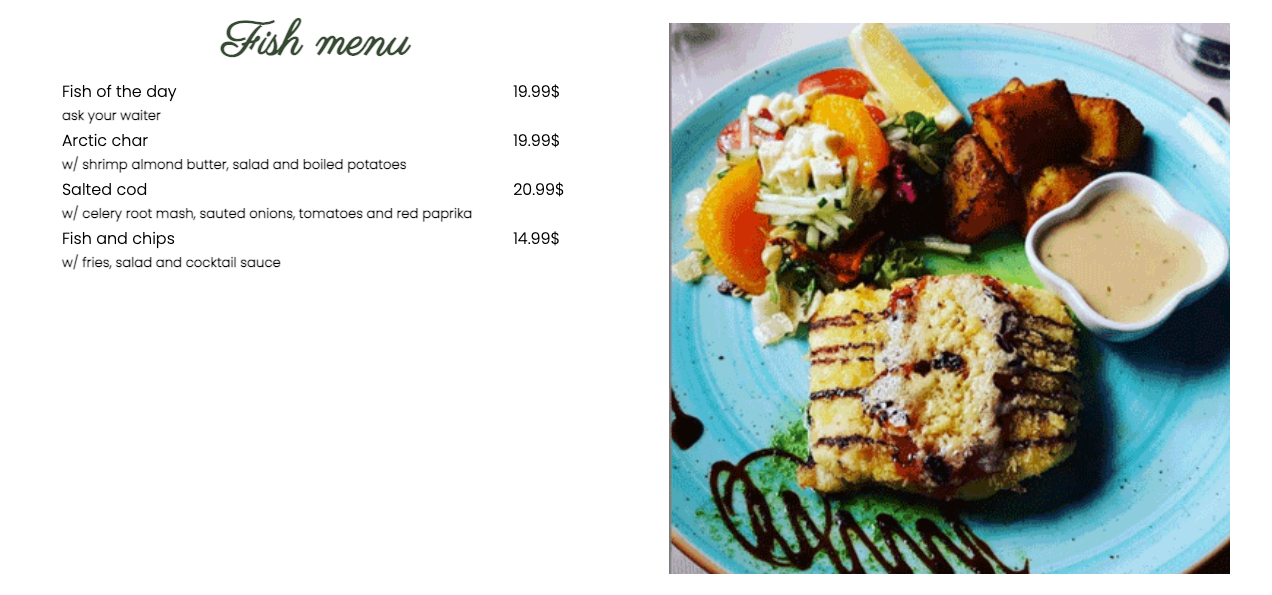 Fish menu
Fish of the day 19.99$
ask your waiter
Arctic char 19.99$
w/ shrimp almond butter, salad and boiled potatoes
Salted cod 20.99$
w/ celery root mash, sauted onions, tomatoes and red paprika
Fish and chips 14.99$
w/ fries, salad and cocktail sauce